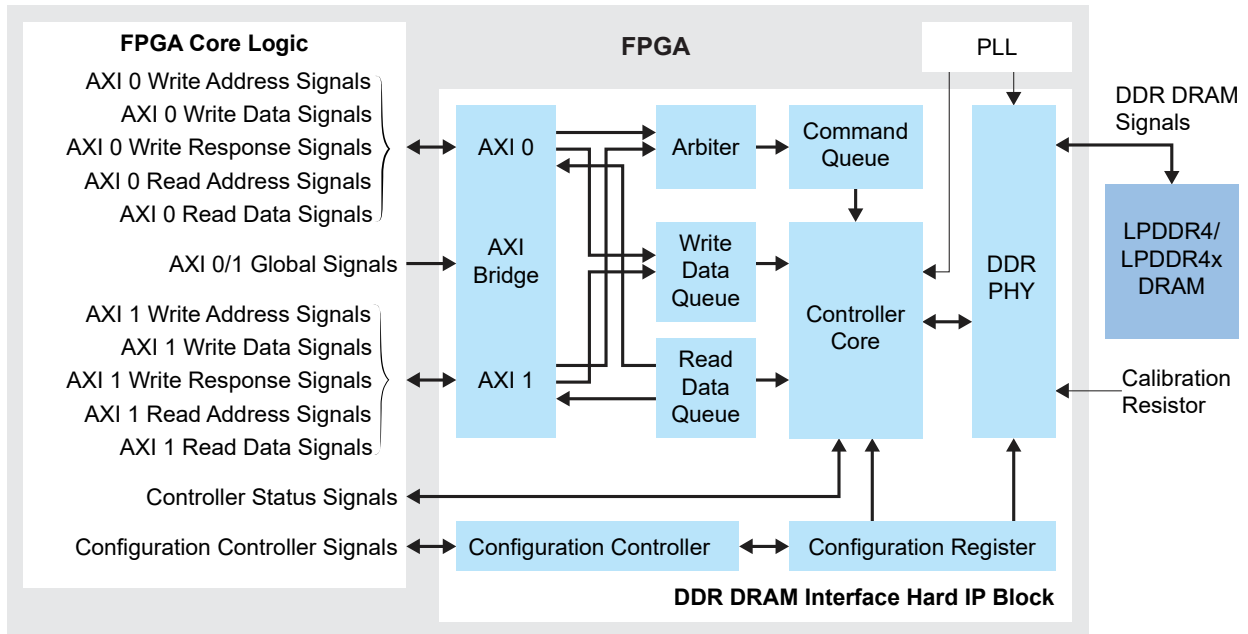 FPGA Core Logic
AXI 0 Write Address Signals
AXI 0 Write Data Signals
AXI 0 Write Response Signals
AXI 0 Read Address Signals
AXI 0 Read Data Signals
AXI 0/1 Global Signals
AXI 1 Write Address Signals
AXI 1 Write Data Signals
AXI 1 Write Response Signals
AXI 1 Read Address Signals
AXI 1 Read Data Signals
Controller Status Signals
Configuration Controller Signals
FPGA
PLL
AXI 0
AXI
Bridge
AXI 1
Arbiter
Command
Queue
Write
Data
Queue
Read
Data
Queue
Controller
Core
DDR
PHY
Configuration Controller
Configuration Register
DDR DRAM Interface Hard IP Block
DDR DRAM
Signals
LPDDR4/
LPDDR4x
DRAM
Calibration
Resistor